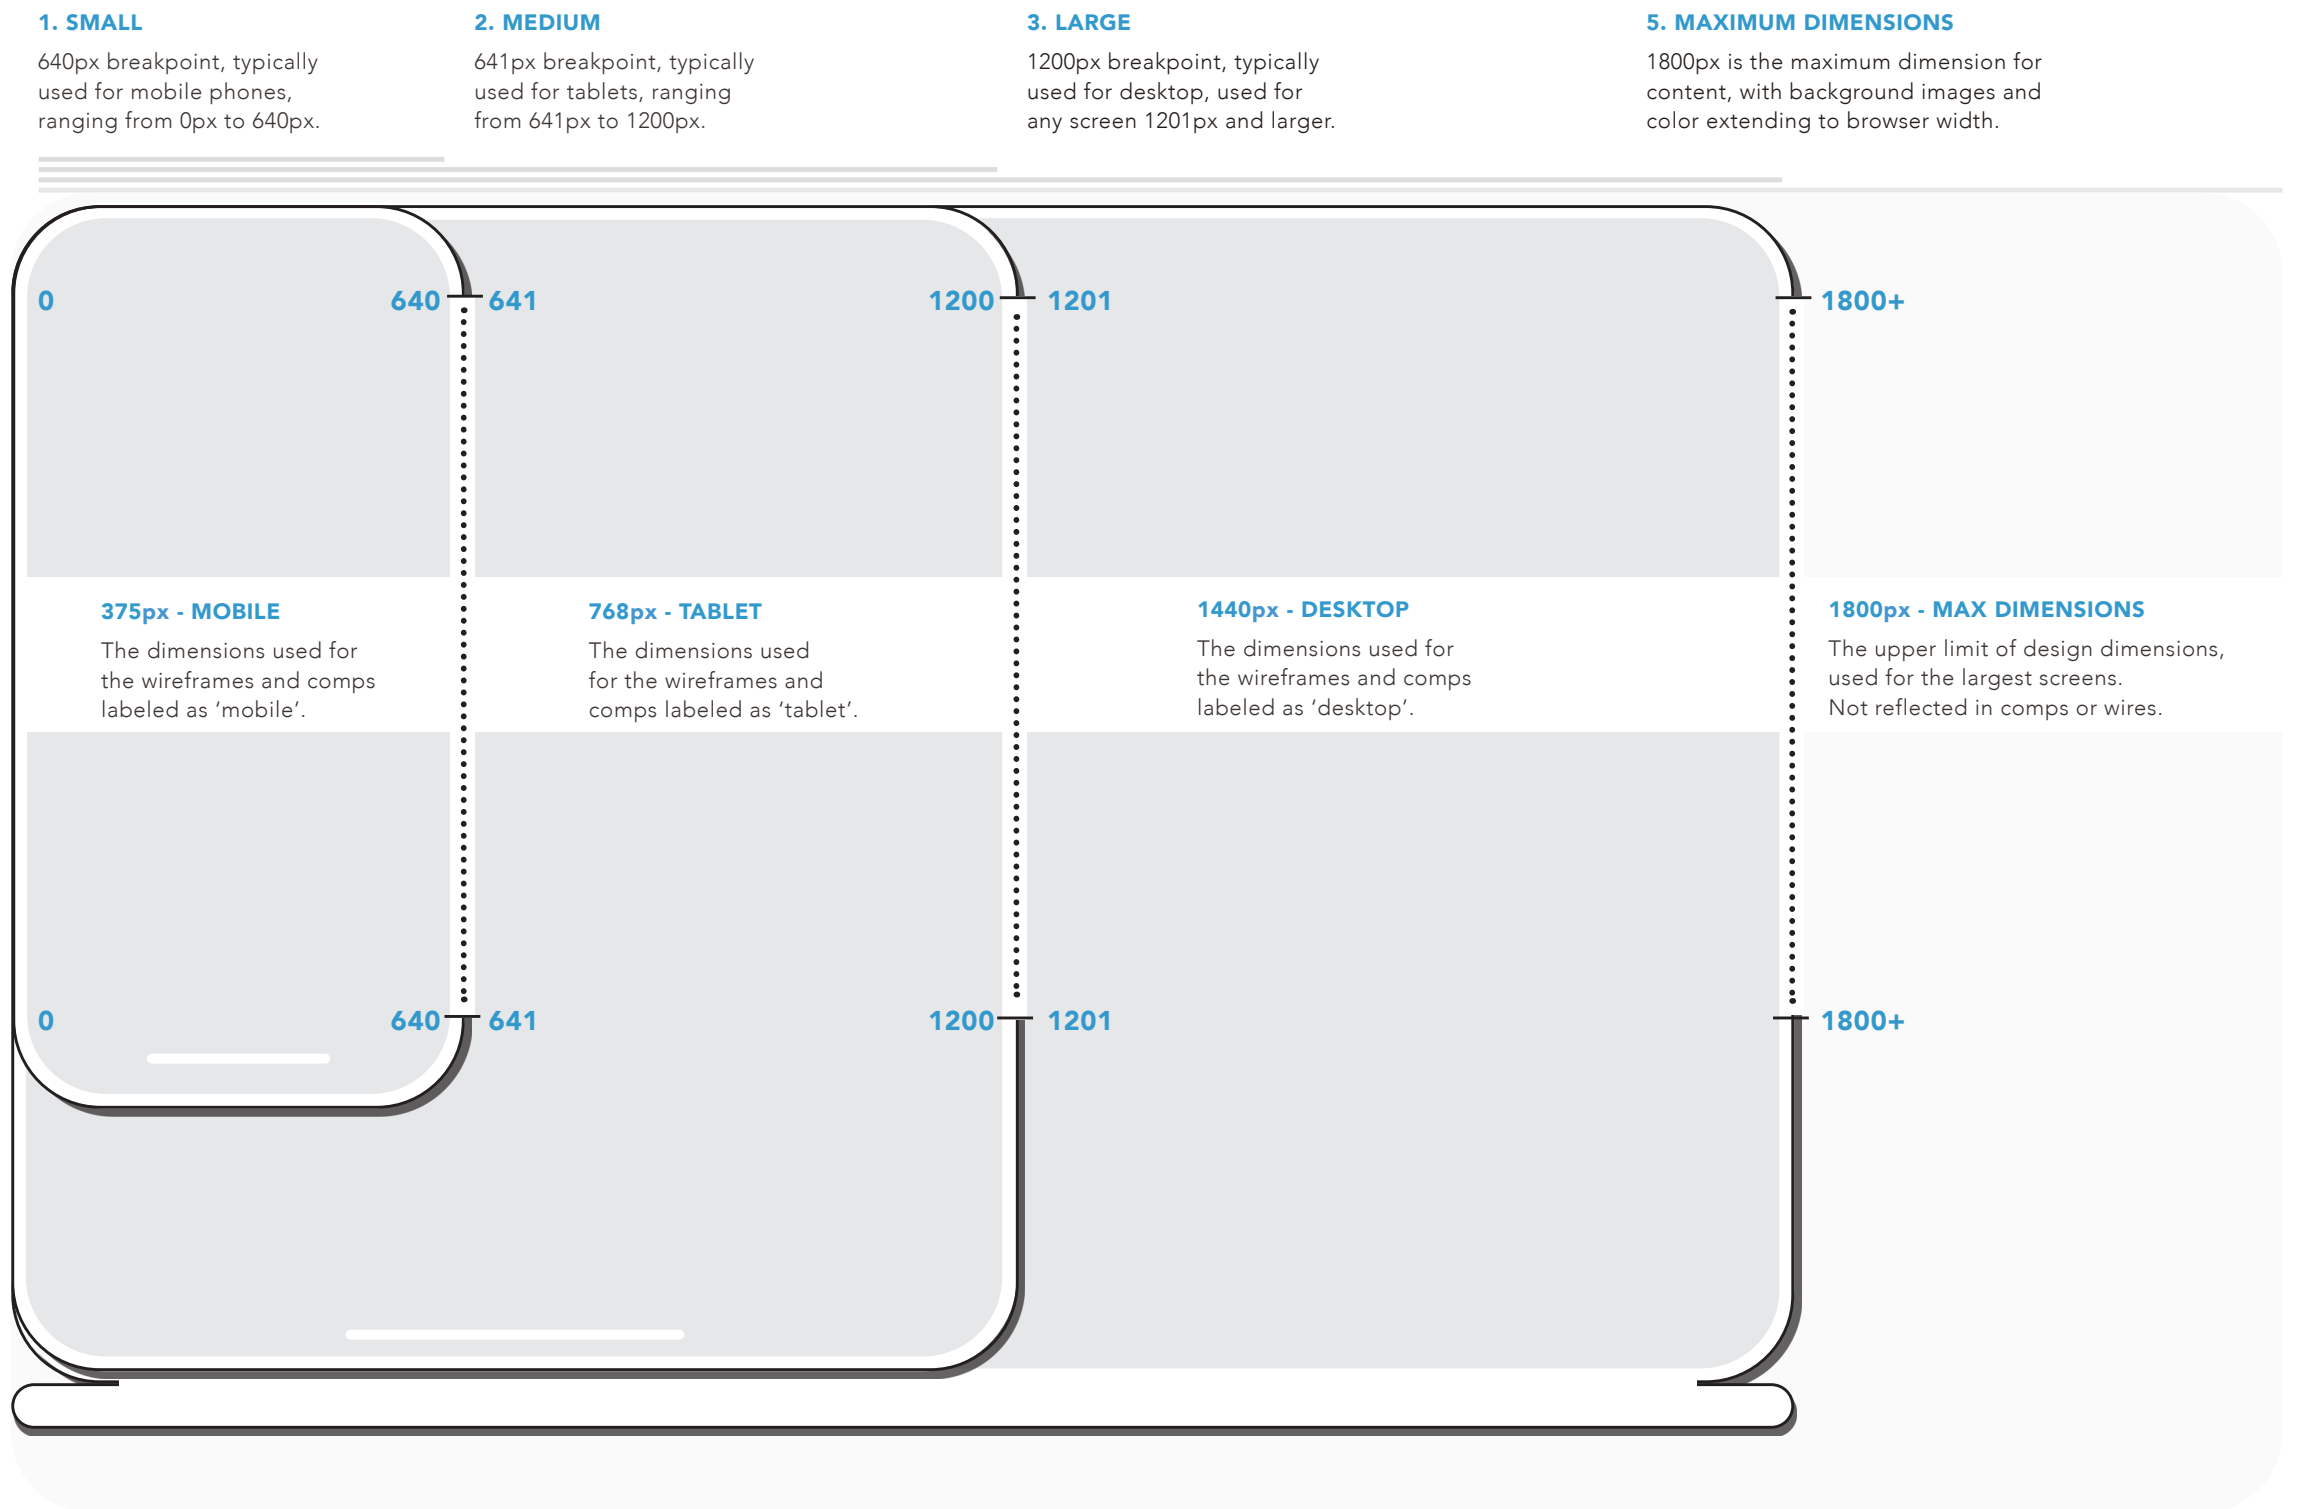 1. SMALL
640px breakpoint, typically
used for mobile phones,
ranging from 0px to 640px.
2. MEDIUM
641px breakpoint, typically
used for tablets, ranging
from 641px to 1200px.
3. LARGE
1200px breakpoint, typically
used for desktop, used for
any screen 1201px and larger.
5. MAXIMUM DIMENSIONS
1800px is the maximum dimension for
content, with background images and
color extending to browser width.
0
640
641
1200
1201
1800+
375px - MOBILE
The dimensions used for
the wireframes and comps
labeled as ‘mobile’.
768px - TABLET
The dimensions used
for the wireframes and
comps labeled as ‘tablet’.
1440px - DESKTOP
The dimensions used for
the wireframes and comps
labeled as ‘desktop’.
1800px - MAX DIMENSIONS
The upper limit of design dimensions,
used for the largest screens.
Not reflected in comps or wires.
0
640
641
1200
1201
1800+